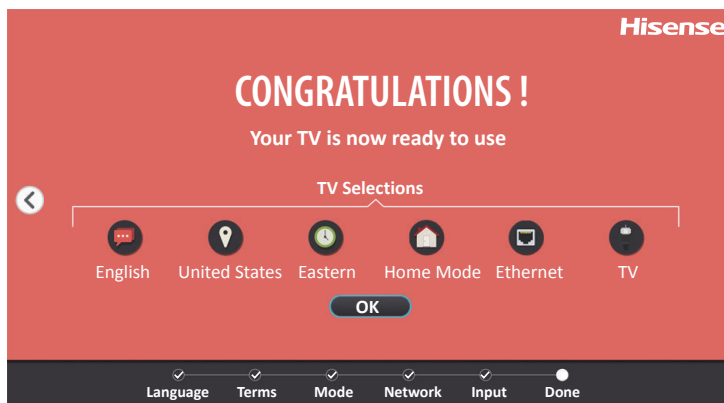 Hisense
CONGRATULATIONS !
Your TV is now ready to use
TV Selections
English United States Eastern Home Mode Ethernet TV
OK
Language Terms Mode Network Input Done